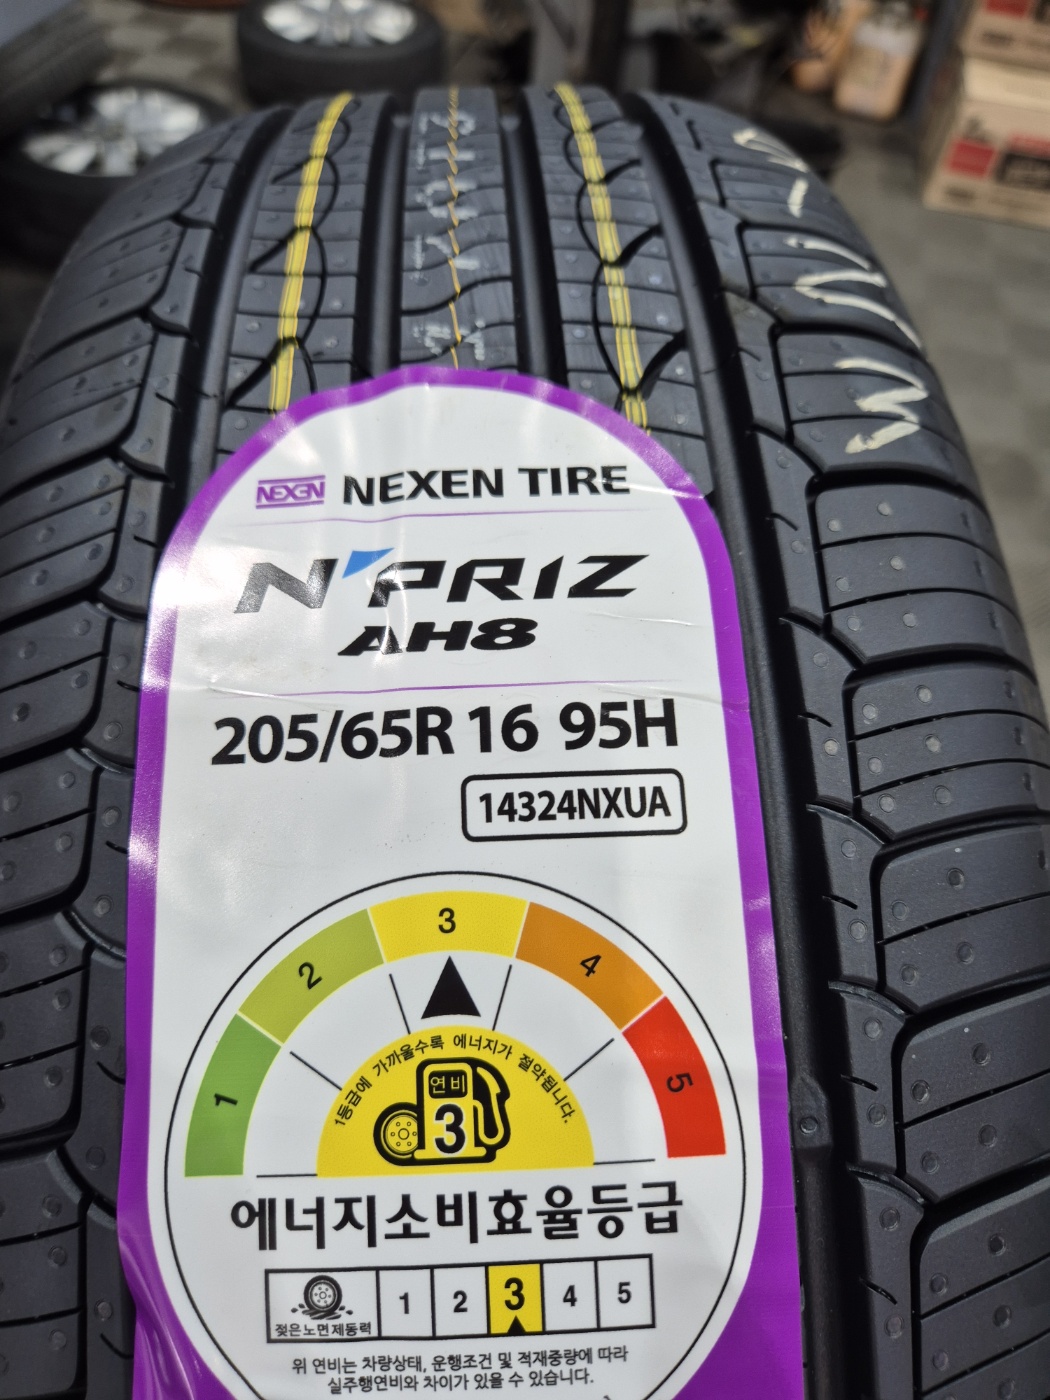 NEXEN NEXEN TIRE
N'PRIZ
AH8
205/65R 16 95H
14324NXUA
1 2 3 4 5
1등급에 가까울수록 에너지가 절약됩니다.
연비
3
에너지소비효율등급
젖은노면제동력 1 2 3 4 5
위 연비는 차량상태, 운행조건 및 적재중량에 따라
실주행연비와 차이가 있을 수 있습니다.